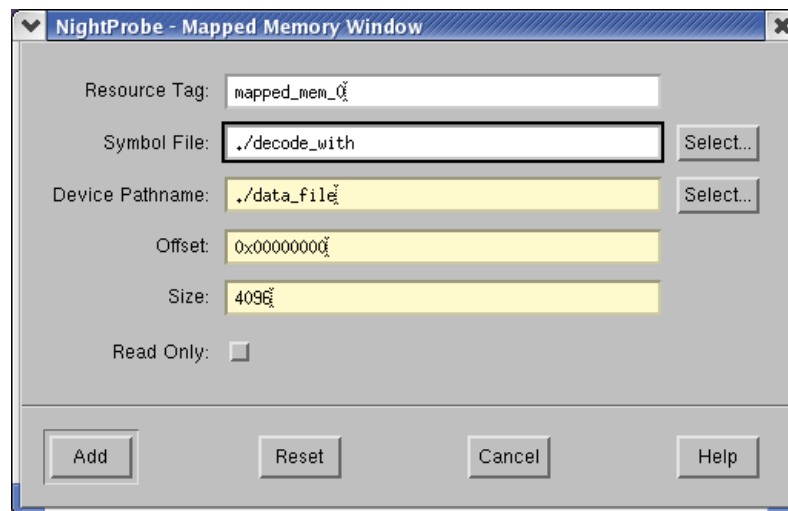 NightProbe - Mapped Memory Window
Resource Tag: mapped_mem_0
Symbol File: ./decode_with Select...
Device Pathname: ./data_file Select...
Offset: 0x00000000
Size: 4096
Read Only:
Add Reset Cancel Help